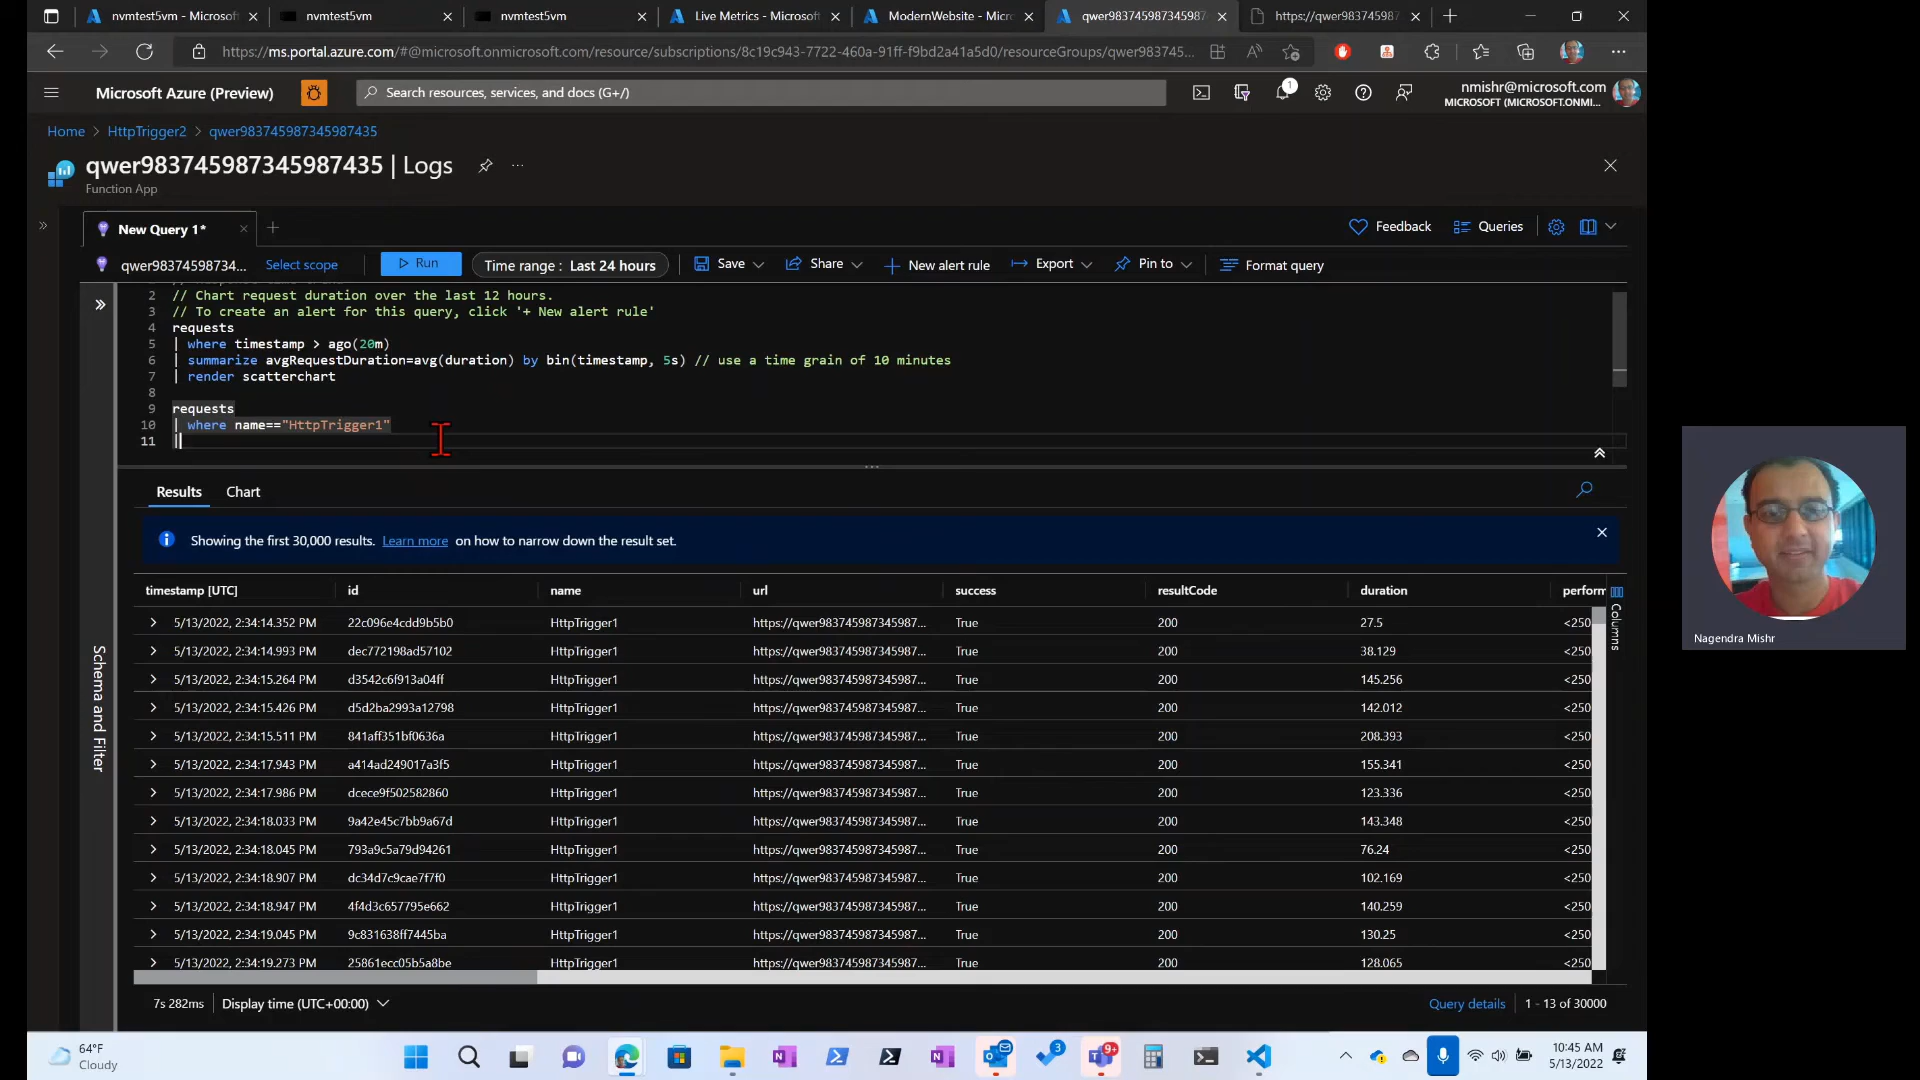 nvmtest5vm - Microsoft
nvmtest5vm
nvmtest5vm
Live Metrics - Microsoft
ModernWebsite - Micr
qwer983745987345987
https://qwer98374598
https://ms.portal.azure.com/#@microsoft.onmicrosoft.com/resource/subscriptions/8c19c943-7722-460a-91ff-f9bd2a41a5d0/resourceGroups/qwer983745...
Microsoft Azure (Preview)
Search resources, services, and docs (G+/)
1
nmishr@microsoft.com
MICROSOFT (MICROSOFT.ONMI...
Home > HttpTrigger2 > qwer983745987345987435
qwer983745987345987435 | Logs
Function App
New Query 1*
Feedback
Queries
qwer98374598734...
Select scope
Run
Time range : Last 24 hours
Save
Share
New alert rule
Export
Pin to
Format query
2 // Chart request duration over the last 12 hours.
3 // To create an alert for this query, click '+ New alert rule'
4 requests
5 | where timestamp > ago(20m)
6 | summarize avgRequestDuration=avg(duration) by bin(timestamp, 5s) // use a time grain of 10 minutes
7 | render scatterchart
8
9 requests
10 | where name=="HttpTrigger1"
11 |
Results
Chart
Showing the first 30,000 results. Learn more on how to narrow down the result set.
timestamp [UTC] id name url success resultCode duration perform
5/13/2022, 2:34:14.352 PM 22c096e4cdd9b5b0 HttpTrigger1 https://qwer983745987345987... True 200 27.5 <250
5/13/2022, 2:34:14.993 PM dec772198ad57102 HttpTrigger1 https://qwer983745987345987... True 200 38.129 <250
5/13/2022, 2:34:15.264 PM d3542c6f913a04ff HttpTrigger1 https://qwer983745987345987... True 200 145.256 <250
5/13/2022, 2:34:15.426 PM d5d2ba2993a12798 HttpTrigger1 https://qwer983745987345987... True 200 142.012 <250
5/13/2022, 2:34:15.511 PM 841aff351bf0636a HttpTrigger1 https://qwer983745987345987... True 200 208.393 <250
5/13/2022, 2:34:17.943 PM a414ad249017a3f5 HttpTrigger1 https://qwer983745987345987... True 200 155.341 <250
5/13/2022, 2:34:17.986 PM dcece9f502582860 HttpTrigger1 https://qwer983745987345987... True 200 123.336 <250
5/13/2022, 2:34:18.033 PM 9a42e45c7bb9a67d HttpTrigger1 https://qwer983745987345987... True 200 143.348 <250
5/13/2022, 2:34:18.045 PM 793a9c5a79d94261 HttpTrigger1 https://qwer983745987345987... True 200 76.24 <250
5/13/2022, 2:34:18.907 PM dc34d7c9cae7f7f0 HttpTrigger1 https://qwer983745987345987... True 200 102.169 <250
5/13/2022, 2:34:18.947 PM 4f4d3c657795e662 HttpTrigger1 https://qwer983745987345987... True 200 140.259 <250
5/13/2022, 2:34:19.045 PM 9c831638ff7445ba HttpTrigger1 https://qwer983745987345987... True 200 130.25 <250
5/13/2022, 2:34:19.273 PM 25861ecc05b5a8be HttpTrigger1 https://qwer983745987345987... True 200 128.065 <250
Columns
Schema and Filter
7s 282ms
Display time (UTC+00:00)
Query details
1 - 13 of 30000
Nagendra Mishr
64°F
Cloudy
3
9+
10:45 AM
5/13/2022